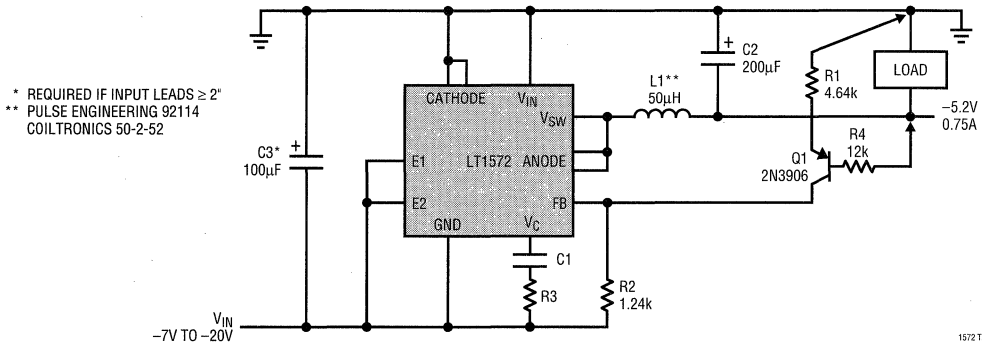 * REQUIRED IF INPUT LEADS ≥ 2"
** PULSE ENGINEERING 92114
COILTRONICS 50-2-52
C3*
100µF
+
CATHODE
VIN
VSW
E1
LT1572
ANODE
E2
FB
GND
VC
L1**
50µH
+
C2
200µF
R1
4.64k
LOAD
–5.2V
0.75A
R4
12k
Q1
2N3906
C1
R3
R2
1.24k
VIN
–7V TO –20V
1572 T